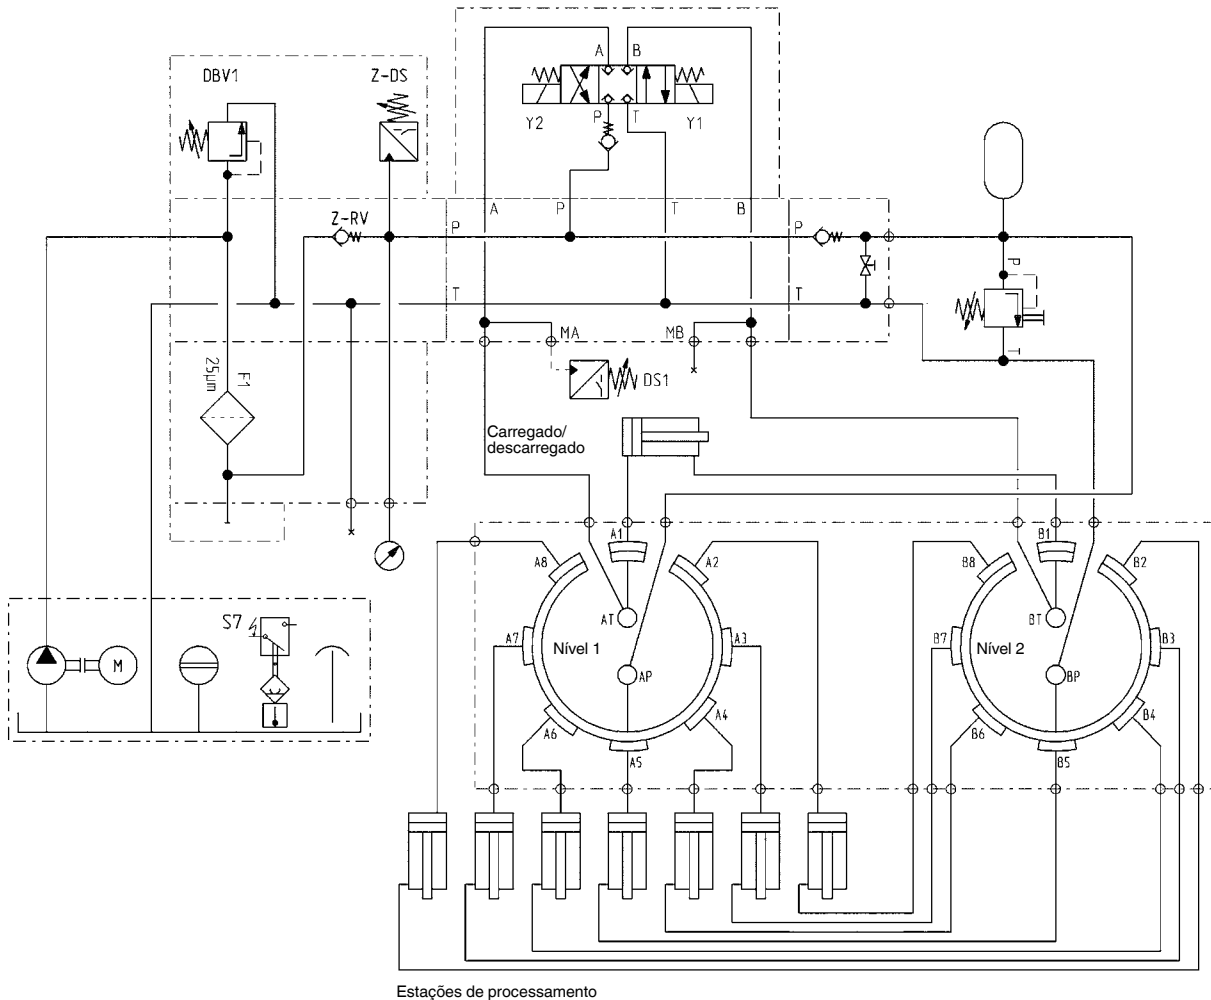 A
B
DBV1
Z-DS
P
T
Y2
Y1
A
P
T
B
Z-RV
P
P
T
T
P
T
MA
MB
DS1
F1
25µm
Carregado/
descarregado
A1
B1
A8
A2
B8
B2
AT
BT
S7
A7
Nível 1
A3
B7
Nível 2
B3
M
AP
BP
A6
A4
B6
B4
A5
B5
Estações de processamento